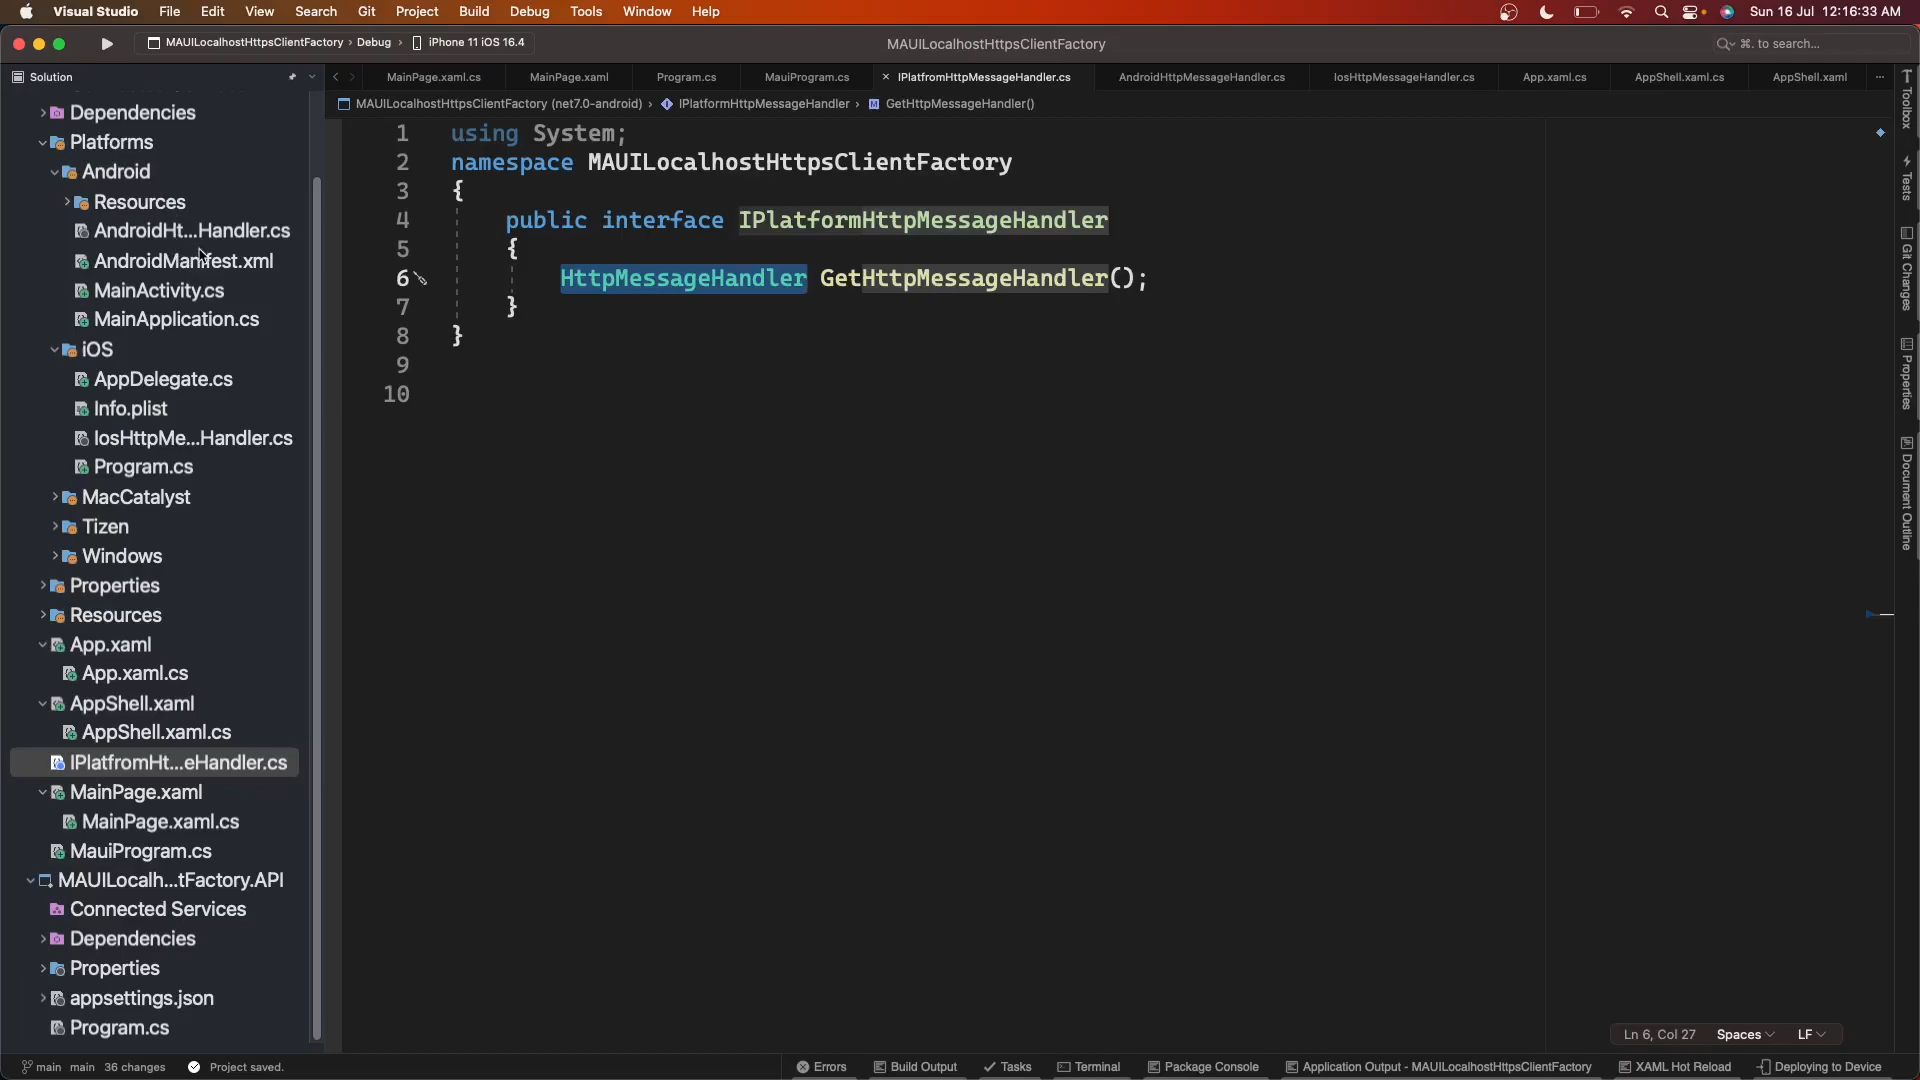 Visual Studio File Edit View Search Git Project Build Debug Tools Window Help Sun 16 Jul 12:16:33 AM
MAUILocalhostHttpsClientFactory › Debug › iPhone 11 iOS 16.4 MAUILocalhostHttpsClientFactory ⌘. to search...
Solution MainPage.xaml.cs MainPage.xaml Program.cs MauiProgram.cs IPlatfromHttpMessageHandler.cs AndroidHttpMessageHandler.cs IosHttpMessageHandler.cs App.xaml.cs AppShell.xaml.cs AppShell.xaml ...
MAUILocalhostHttpsClientFactory (net7.0-android) › IPlatformHttpMessageHandler › GetHttpMessageHandler()
Dependencies
Platforms
Android
Resources
AndroidHt...Handler.cs
AndroidManifest.xml
MainActivity.cs
MainApplication.cs
iOS
AppDelegate.cs
Info.plist
IosHttpMe...Handler.cs
Program.cs
MacCatalyst
Tizen
Windows
Properties
Resources
App.xaml
App.xaml.cs
AppShell.xaml
AppShell.xaml.cs
IPlatfromHt...eHandler.cs
MainPage.xaml
MainPage.xaml.cs
MauiProgram.cs
MAUILocalh...tFactory.API
Connected Services
Dependencies
Properties
appsettings.json
Program.cs
1 using System;
2 namespace MAUILocalhostHttpsClientFactory
3 {
4 public interface IPlatformHttpMessageHandler
5 {
6 HttpMessageHandler GetHttpMessageHandler();
7 }
8 }
9
10
Toolbox
Tests
Git Changes
Properties
Document Outline
Ln 6, Col 27 Spaces LF
main main 36 changes Project saved. Errors Build Output Tasks Terminal Package Console Application Output - MAUILocalhostHttpsClientFactory XAML Hot Reload Deploying to Device